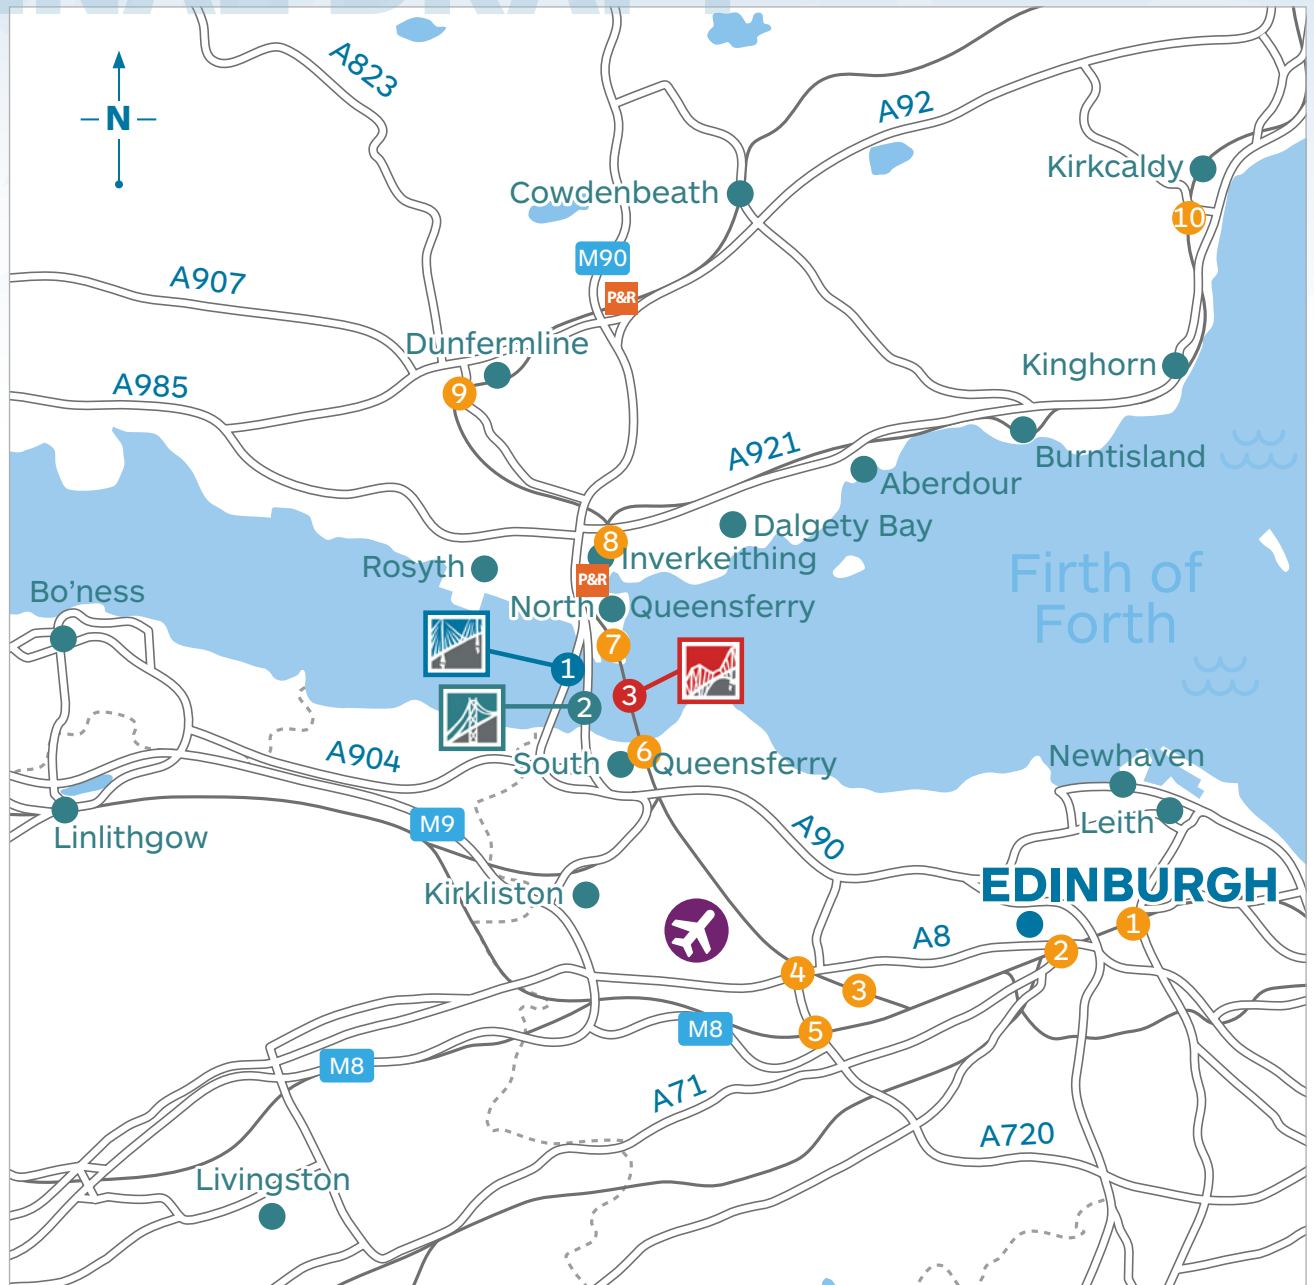 INAL DRAFT
A823
N
A92
Kirkcaldy
Cowdenbeath
10
M90
A907
P&R
Dunfermline
Kinghorn
A985
9
A921
Burntisland
Aberdour
Dalgety Bay
8
Inverkeithing
Rosyth
P&R
Firth of
Forth
Bo’ness
North Queensferry
7
1
3
2
South Queensferry
6
A904
Newhaven
Leith
M9
Linlithgow
A90
EDINBURGH
Kirkliston
1
A8
2
4
3
5
M8
M8
A71
A720
Livingston